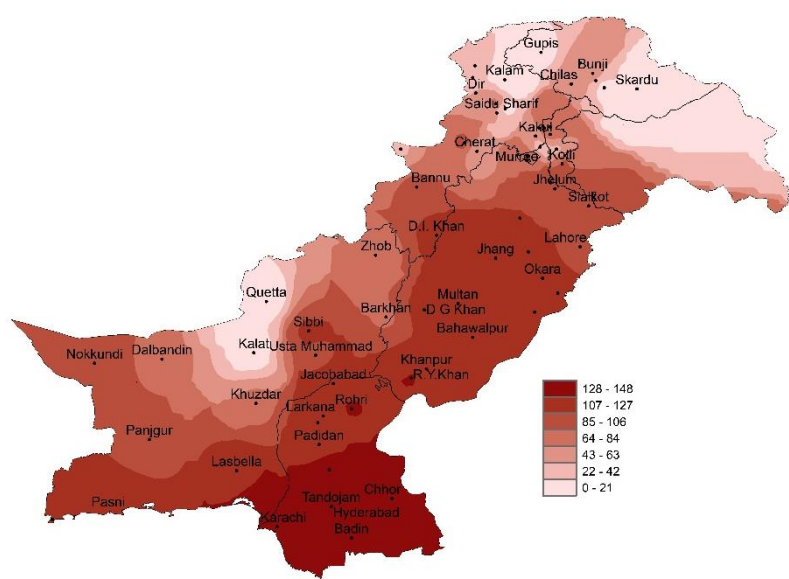 Gupis
Bunji
Kalam
Chilas
Skardu
Dir
Saidu Sharif
Kakul
Cherat
Murree
Kotli
Bannu
Jhelum
Sialkot
D.I. Khan
Lahore
Zhob
Jhang
Okara
Quetta
Multan
Barkhan
D G Khan
Sibbi
Bahawalpur
Kalat
Usta Muhammad
Nokkundi
Dalbandin
Khanpur
Jacobabad
R.Y.Khan
Khuzdar
Larkana
Rohri
Panjgur
Padidan
Lasbella
Pasni
Chhor
Tandojam
Karachi
Hyderabad
Badin
128 - 148
107 - 127
85 - 106
64 - 84
43 - 63
22 - 42
0 - 21